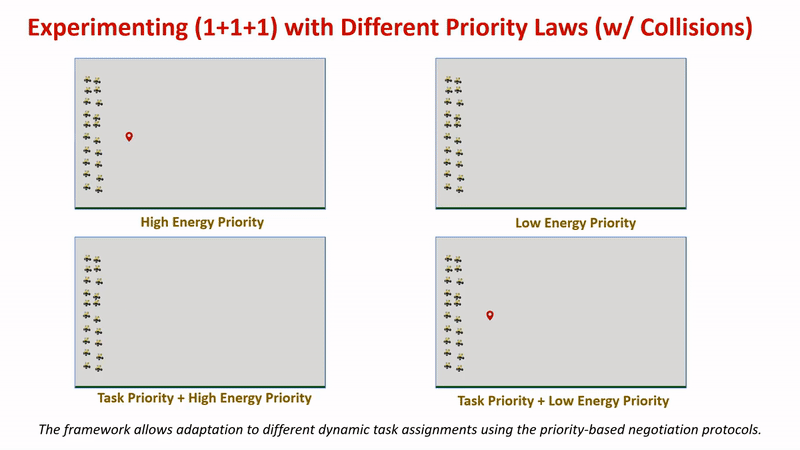 Experimenting (1+1+1) with Different Priority Laws (w/ Collisions)
High Energy Priority
Low Energy Priority
Task Priority + High Energy Priority
Task Priority + Low Energy Priority
The framework allows adaptation to different dynamic task assignments using the priority-based negotiation protocols.